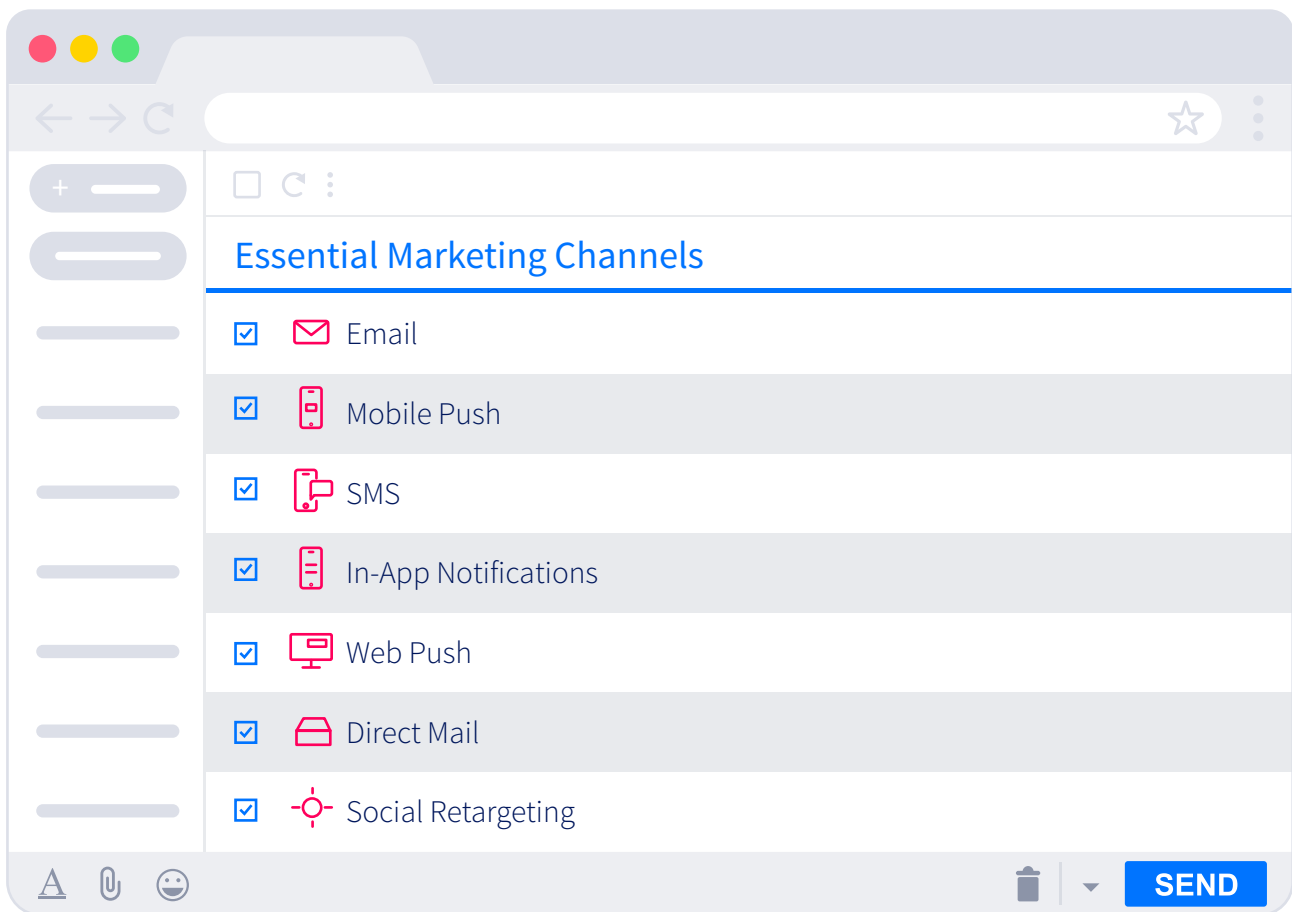 Essential Marketing Channels
Email
Mobile Push
SMS
In-App Notifications
Web Push
Direct Mail
Social Retargeting
A
SEND